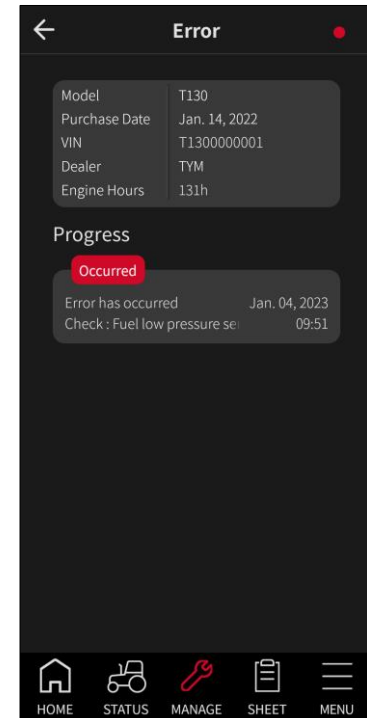 Error
Model T130
Purchase Date Jan. 14, 2022
VIN T1300000001
Dealer TYM
Engine Hours 131h
Progress
Occurred
Error has occurred Jan. 04, 2023
Check : Fuel low pressure se 09:51
HOME STATUS MANAGE SHEET MENU